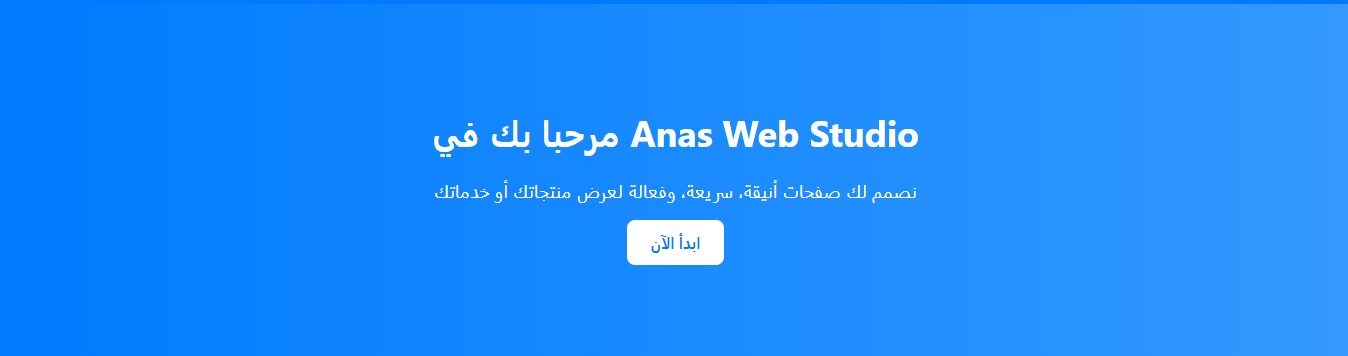 مرحبا بك في Anas Web Studio
نصمم لك صفحات أنيقة، سريعة، وفعالة لعرض منتجاتك أو خدماتك
ابدأ الآن